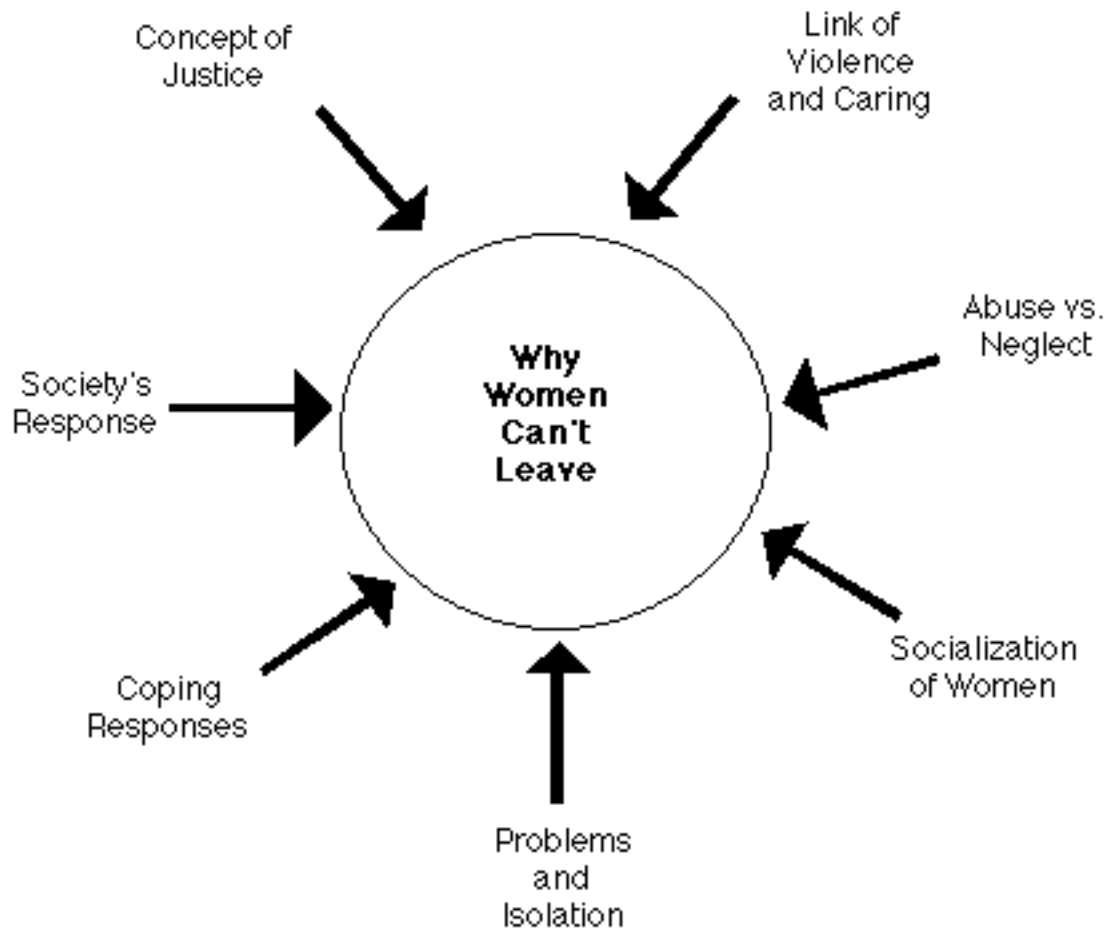 Concept of
Justice
Link of
Violence
and Caring
Abuse vs.
Neglect
Why
Women
Can't
Leave
Society's
Response
Socialization
of Women
Coping
Responses
Problems
and
Isolation